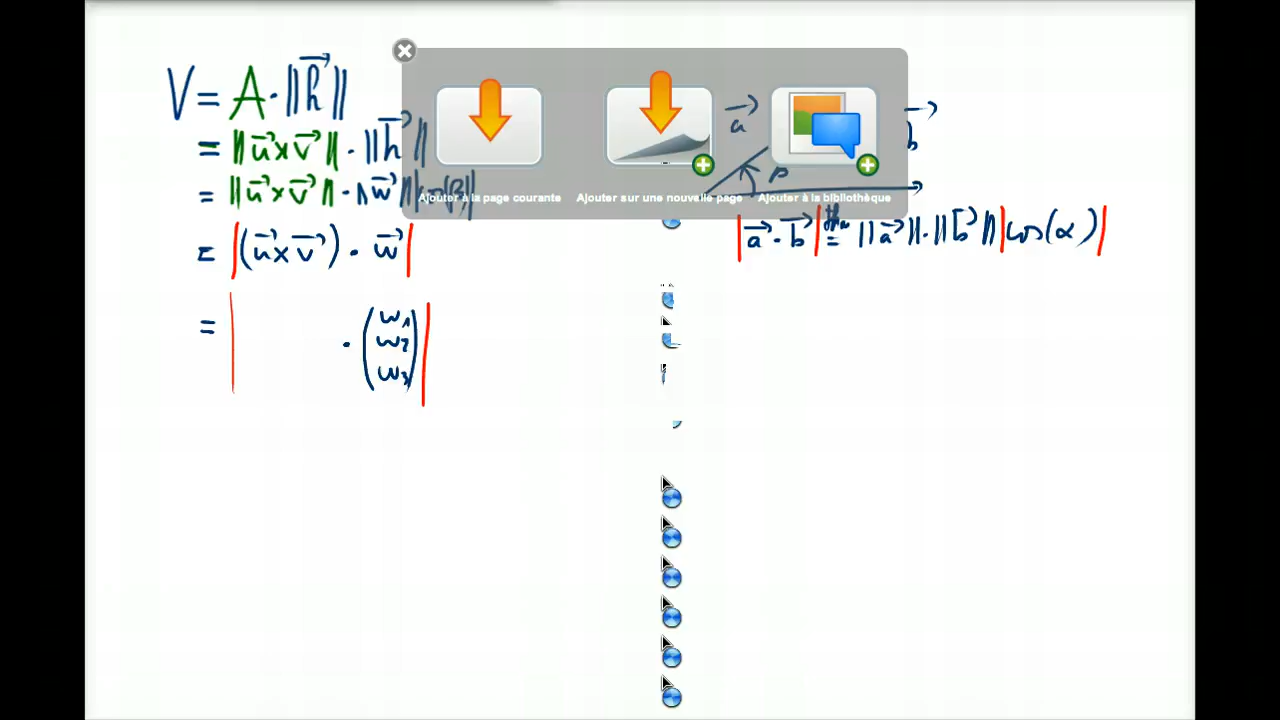 V = A · ||h⃗||
= ||u⃗ × v⃗|| · ||h⃗||
= ||u⃗ × v⃗|| · ||w⃗|| |cos(β)|
= |(u⃗ × v⃗) · w⃗|
= | · (w₁ w₂ w₃)|
Ajouter à la page courante
Ajouter sur une nouvelle page
Ajouter à la bibliothèque
a⃗
b⃗
|a⃗ · b⃗| = ||a⃗|| · ||b⃗|| |cos(α)|